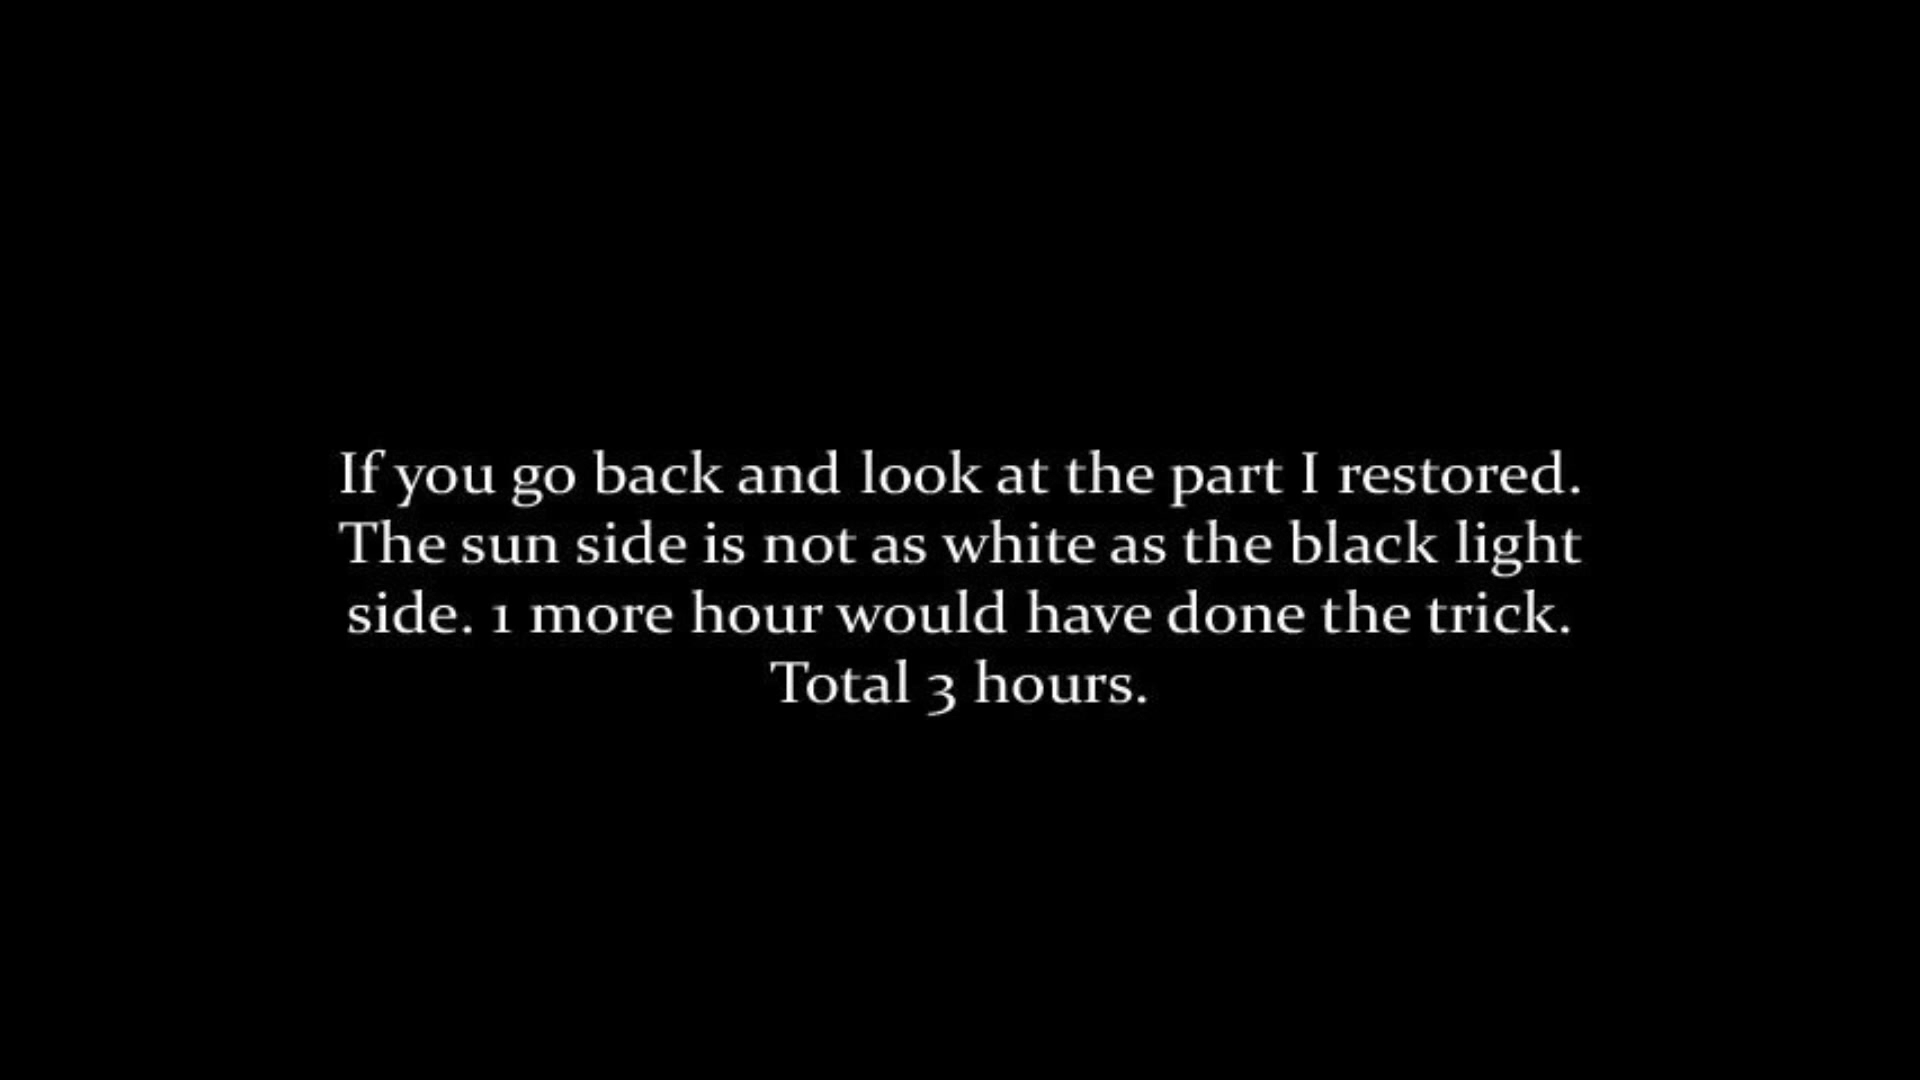 If you go back and look at the part I restored.
The sun side is not as white as the black light
side. 1 more hour would have done the trick.
Total 3 hours.